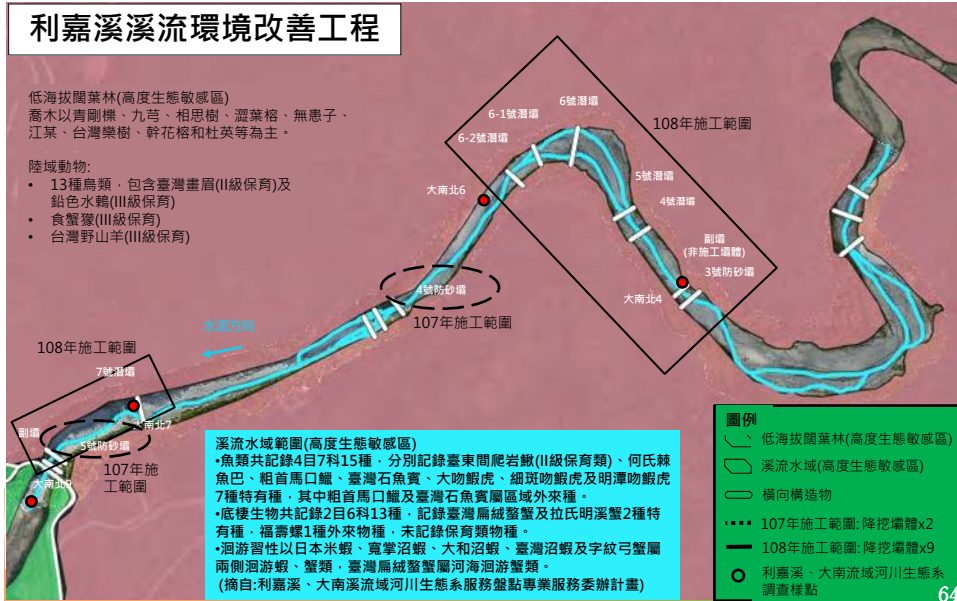 利嘉溪溪流環境改善工程
低海拔闊葉林(高度生態敏感區)
喬木以青剛櫟、九芎、相思樹、澀葉榕、無患子、
江某、台灣欒樹、幹花榕和杜英等為主。
陸域動物:
• 13種鳥類，包含臺灣畫眉(II級保育)及
鉛色水鶇(III級保育)
• 食蟹獴(III級保育)
• 台灣野山羊(III級保育)
6號潛壩
6-1號潛壩
6-2號潛壩
108年施工範圍
大南北6
5號潛壩
4號潛壩
副壩
(非施工壩體)
3號防砂壩
大南北4
4號防砂壩
107年施工範圍
水流方向
108年施工範圍
7號潛壩
大南北7
副壩
5號防砂壩
107年施
工範圍
大南北9
溪流水域範圍(高度生態敏感區)
•魚類共記錄4目7科15種，分別記錄臺東間爬岩鰍(II級保育類)、何氏棘
魚巴、粗首馬口鱲、臺灣石魚賓、大吻鰕虎、細斑吻鰕虎及明潭吻鰕虎
7種特有種，其中粗首馬口鱲及臺灣石魚賓屬區域外來種。
•底棲生物共記錄2目6科13種，記錄臺灣扁絨螯蟹及拉氏明溪蟹2種特
有種，福壽螺1種外來物種，未記錄保育類物種。
•洄游習性以日本米蝦、寬掌沼蝦、大和沼蝦、臺灣沼蝦及字紋弓蟹屬
兩側洄游蝦、蟹類，臺灣扁絨螯蟹屬河海洄游蟹類。
(摘自:利嘉溪、大南溪流域河川生態系服務盤點專業服務委辦計畫)
圖例
低海拔闊葉林(高度生態敏感區)
溪流水域(高度生態敏感區)
橫向構造物
107年施工範圍: 降挖壩體x2
108年施工範圍: 降挖壩體x9
利嘉溪、大南流域河川生態系
調查樣點
64